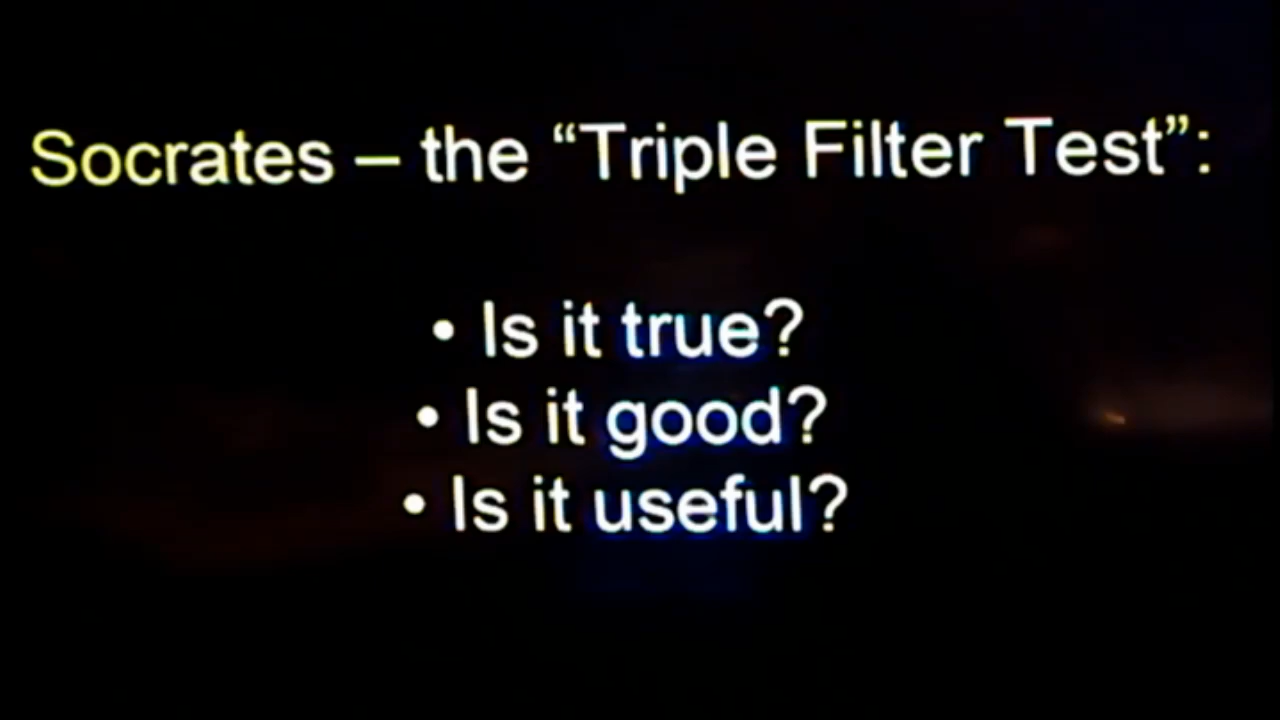 Socrates – the “Triple Filter Test”:
• Is it true?
• Is it good?
• Is it useful?